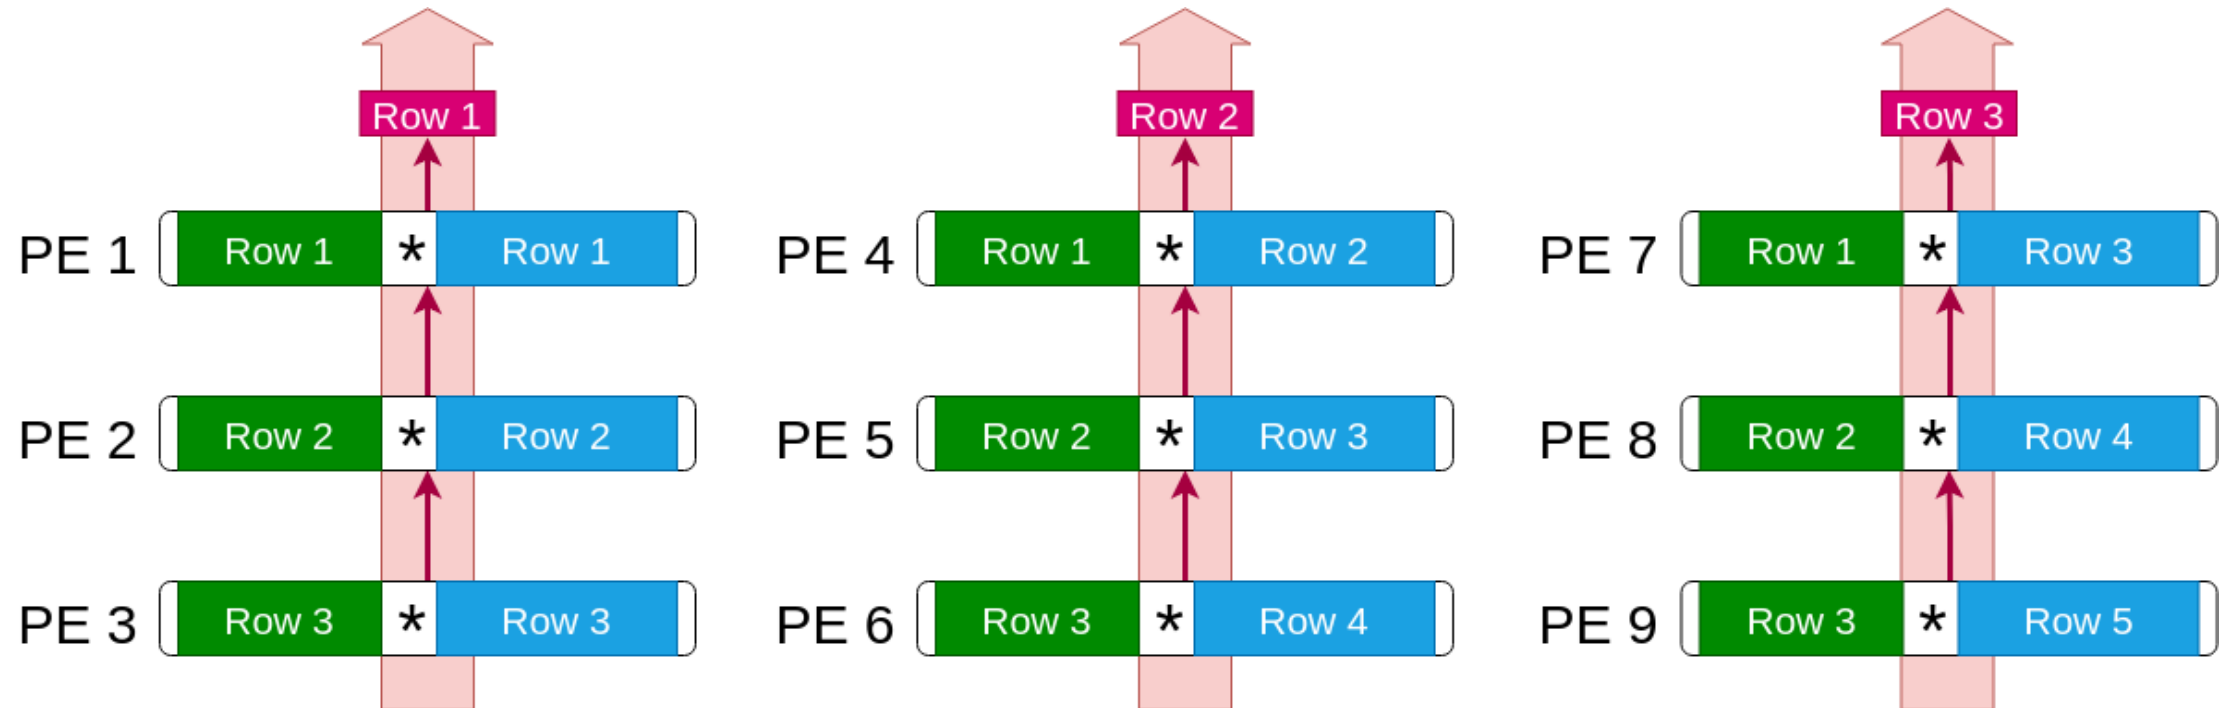 Row 1 Row 2 Row 3
PE 1 Row 1 * Row 1 PE 4 Row 1 * Row 2 PE 7 Row 1 * Row 3
PE 2 Row 2 * Row 2 PE 5 Row 2 * Row 3 PE 8 Row 2 * Row 4
PE 3 Row 3 * Row 3 PE 6 Row 3 * Row 4 PE 9 Row 3 * Row 5